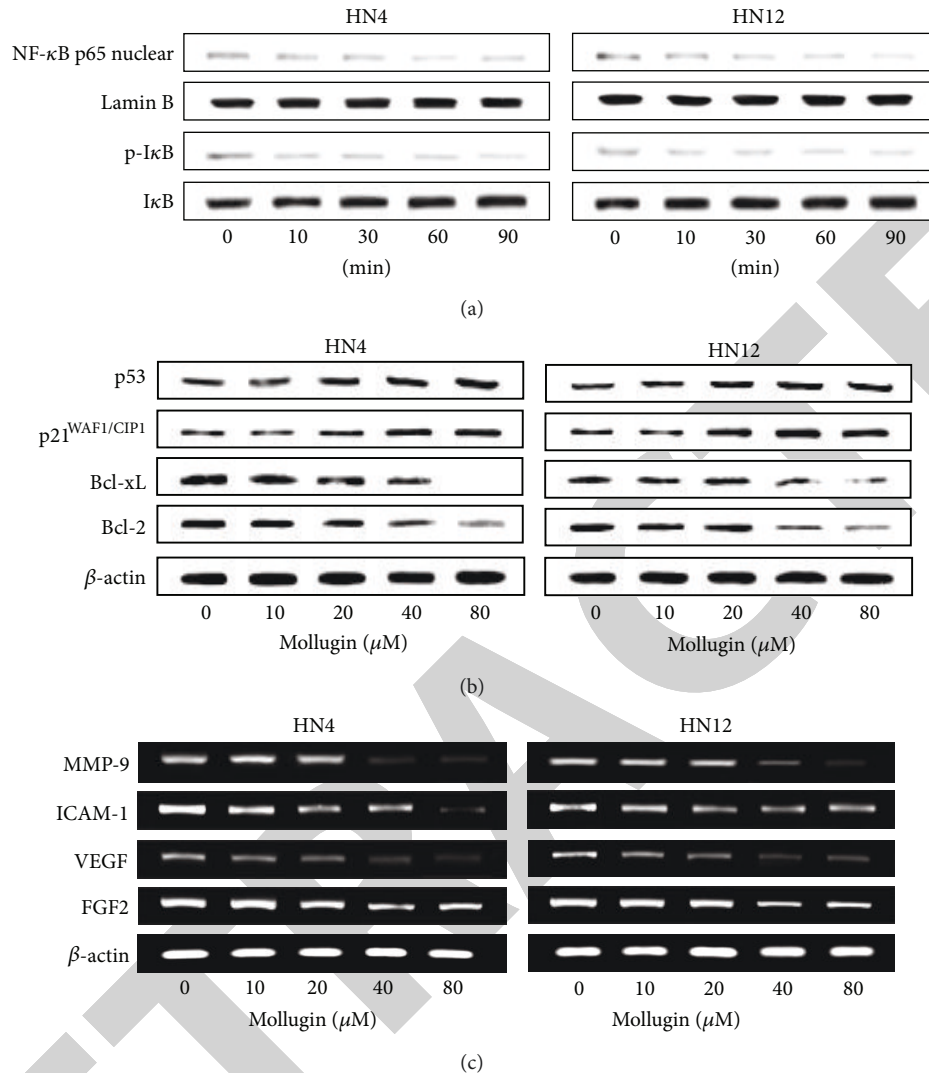 HN4 HN12
NF-κB p65 nuclear
Lamin B
p-IκB
IκB
0 10 30 60 90 0 10 30 60 90
(min) (min)
(a)
HN4 HN12
p53
p21WAF1/CIP1
Bcl-xL
Bcl-2
β-actin
0 10 20 40 80 0 10 20 40 80
Mollugin (μM) Mollugin (μM)
(b)
HN4 HN12
MMP-9
ICAM-1
VEGF
FGF2
β-actin
0 10 20 40 80 0 10 20 40 80
Mollugin (μM) Mollugin (μM)
(c)